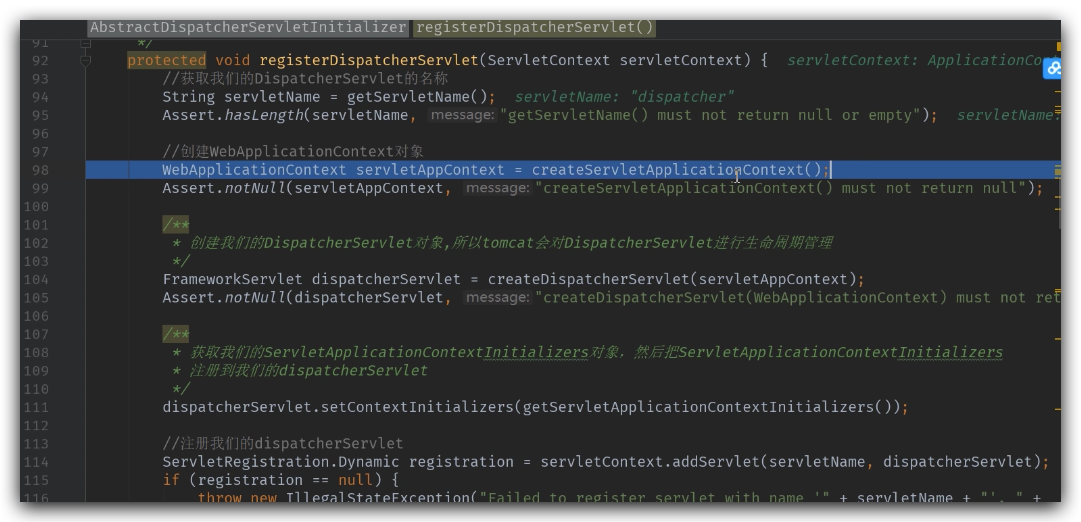 AbstractDispatcherServletInitializer registerDispatcherServlet()
91 */
92 protected void registerDispatcherServlet(ServletContext servletContext) { servletContext: ApplicationCo
93 //获取我们的DispatcherServlet的名称
94 String servletName = getServletName(); servletName: "dispatcher"
95 Assert.hasLength(servletName, message: "getServletName() must not return null or empty"); servletName:
96
97 //创建WebApplicationContext对象
98 WebApplicationContext servletAppContext = createServletApplicationContext();
99 Assert.notNull(servletAppContext, message: "createServletApplicationContext() must not return null");
100
101 /**
102 * 创建我们的DispatcherServlet对象,所以tomcat会对DispatcherServlet进行生命周期管理
103 */
104 FrameworkServlet dispatcherServlet = createDispatcherServlet(servletAppContext);
105 Assert.notNull(dispatcherServlet, message: "createDispatcherServlet(WebApplicationContext) must not ret
106
107 /**
108 * 获取我们的ServletApplicationContextInitializers对象，然后把ServletApplicationContextInitializers
109 * 注册到我们的dispatcherServlet
110 */
111 dispatcherServlet.setContextInitializers(getServletApplicationContextInitializers());
112
113 //注册我们的dispatcherServlet
114 ServletRegistration.Dynamic registration = servletContext.addServlet(servletName, dispatcherServlet);
115 if (registration == null) {
116 throw new IllegalStateException("Failed to register servlet with name '" + servletName + "'. " +